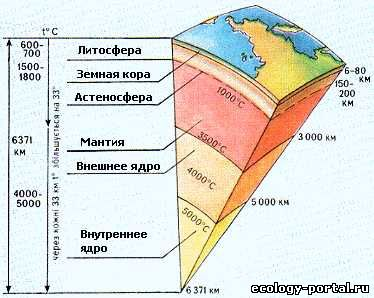 t° C
600-
700
1500-
1800
6371
км
4000-
5000
через кожні 33 км t° збільшується на 33°
Литосфера
Земная кора
Астеносфера
Мантия
Внешнее ядро
Внутреннее
ядро
1000°C
3500°C
4000°C
5000°C
6-80 км
150-
200
км
3 000 км
5 000 км
6 371 км
ecology-portal.ru